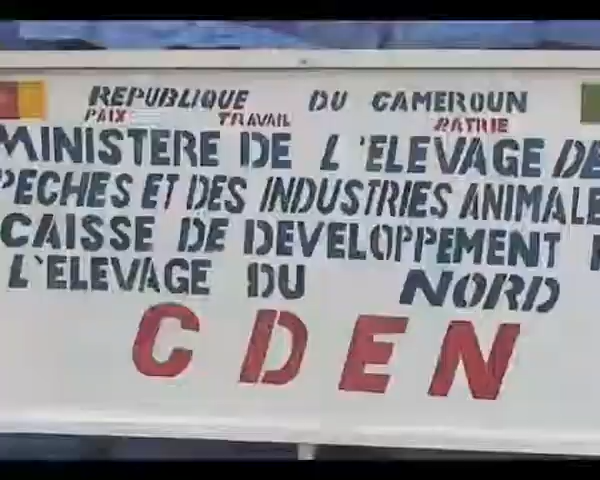 REPUBLIQUE DU CAMEROUN
PAIX TRAVAIL PATRIE
MINISTERE DE L'ELEVAGE DE
PECHES ET DES INDUSTRIES ANIMALE
CAISSE DE DEVELOPPEMENT
L'ELEVAGE DU NORD
CDEN